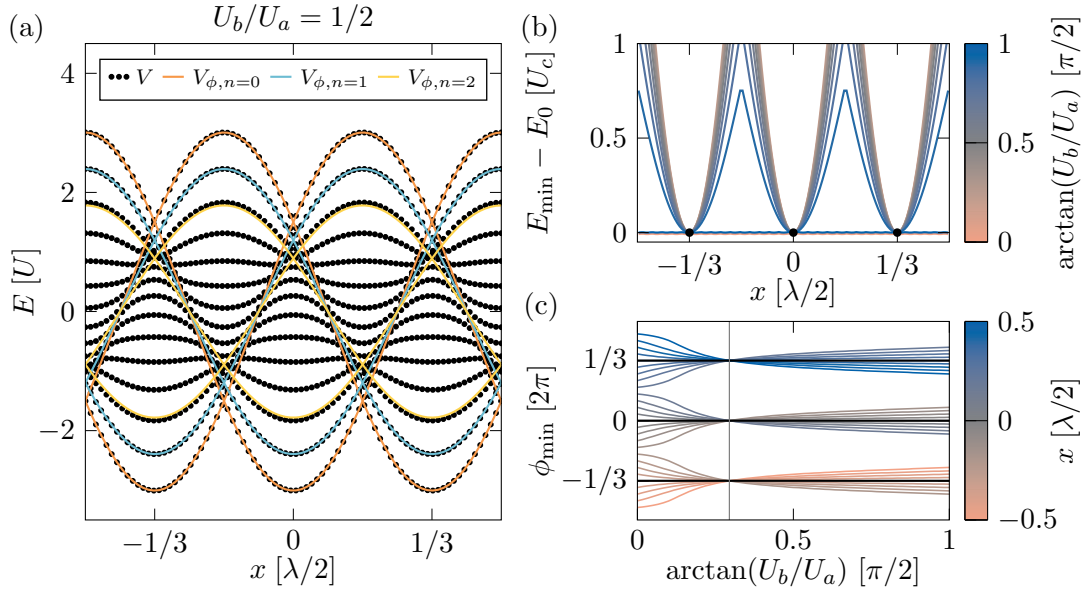 (a)
U_b/U_a = 1/2
V V_{ϕ,n=0} V_{ϕ,n=1} V_{ϕ,n=2}
E [U]
4
2
0
−2
−1/3 0 1/3
x [λ/2]
(b)
E_min − E_0 [U_c]
1
0.5
0
−1/3 0 1/3
x [λ/2]
1
0.5
0
arctan(U_b/U_a) [π/2]
(c)
ϕ_min [2π]
1/3
0
−1/3
0 0.5 1
arctan(U_b/U_a) [π/2]
0.5
0
−0.5
x [λ/2]